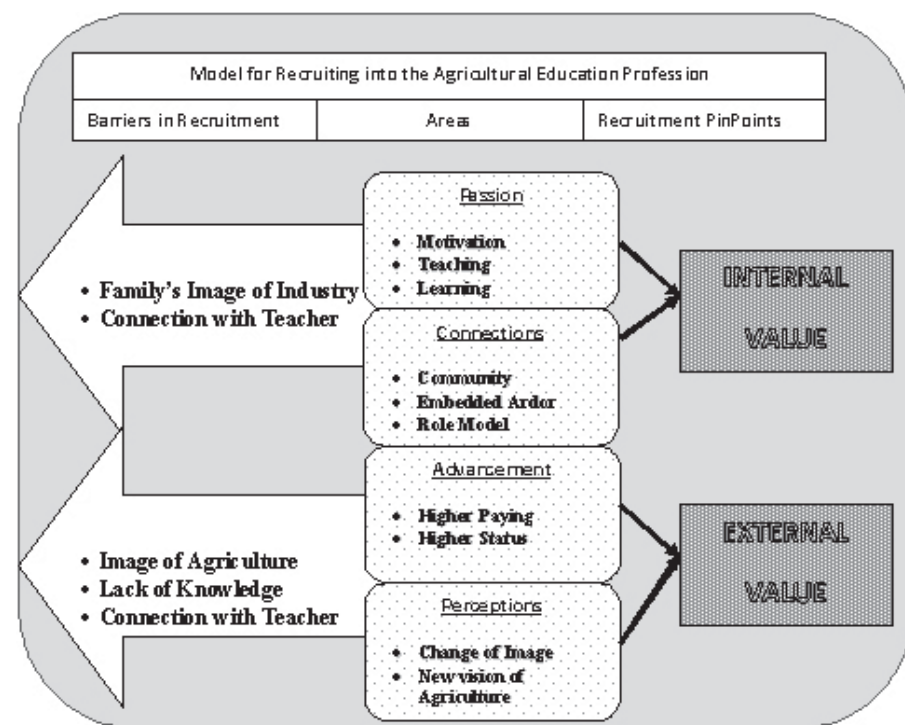 Model for Recruiting into the Agricultural Education Profession
Barriers in Recruitment
Areas
Recruitment PinPoints
Passion
• Motivation
• Teaching
• Learning
• Family's Image of Industry
• Connection with Teacher
INTERNAL
VALUE
Connections
• Community
• Embedded Ardor
• Role Model
Advancement
• Higher Paying
• Higher Status
• Image of Agriculture
• Lack of Knowledge
• Connection with Teacher
EXTERNAL
VALUE
Perceptions
• Change of Image
• New vision of
Agriculture